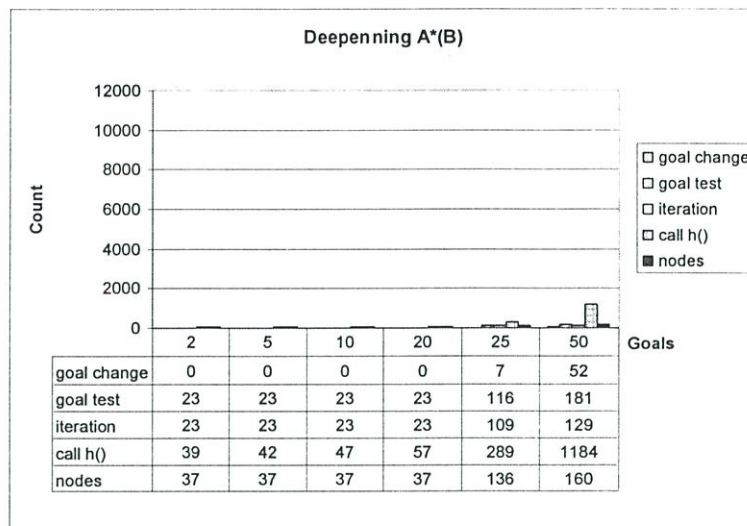 Deepenning A*(B)
12000
10000
8000
6000
4000
2000
0
Count
goal change
goal test
iteration
call h()
nodes
2 5 10 20 25 50 Goals
goal change 0 0 0 0 7 52
goal test 23 23 23 23 116 181
iteration 23 23 23 23 109 129
call h() 39 42 47 57 289 1184
nodes 37 37 37 37 136 160